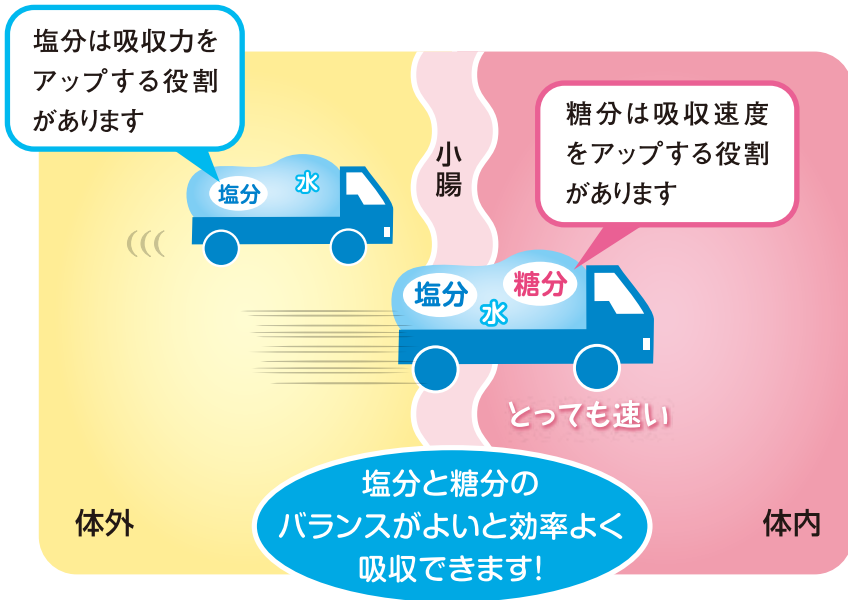 塩分は吸収力を
アップする役割
があります
糖分は吸収速度
をアップする役割
があります
小腸
塩分
水
塩分
水
糖分
とっても速い
体外
体内
塩分と糖分の
バランスがよいと効率よく
吸収できます!